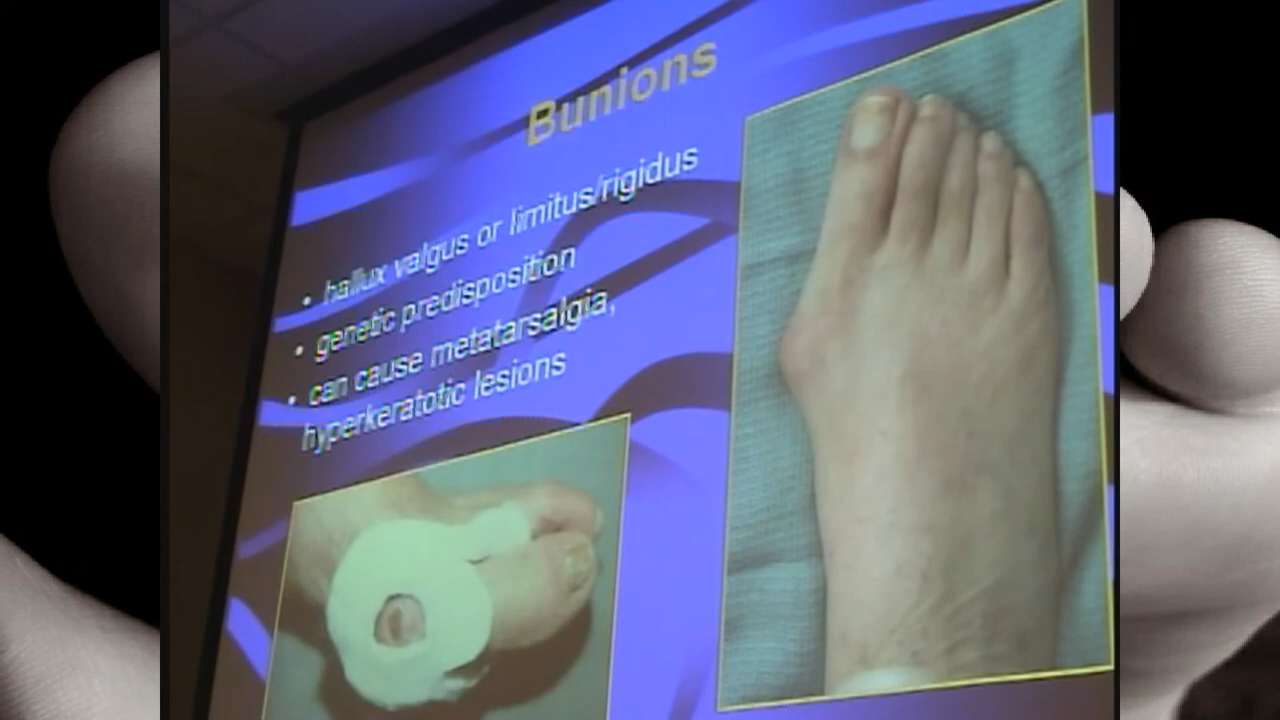 Bunions
• hallux valgus or limitus/rigidus
• genetic predisposition
• can cause metatarsalgia,
hyperkeratotic lesions